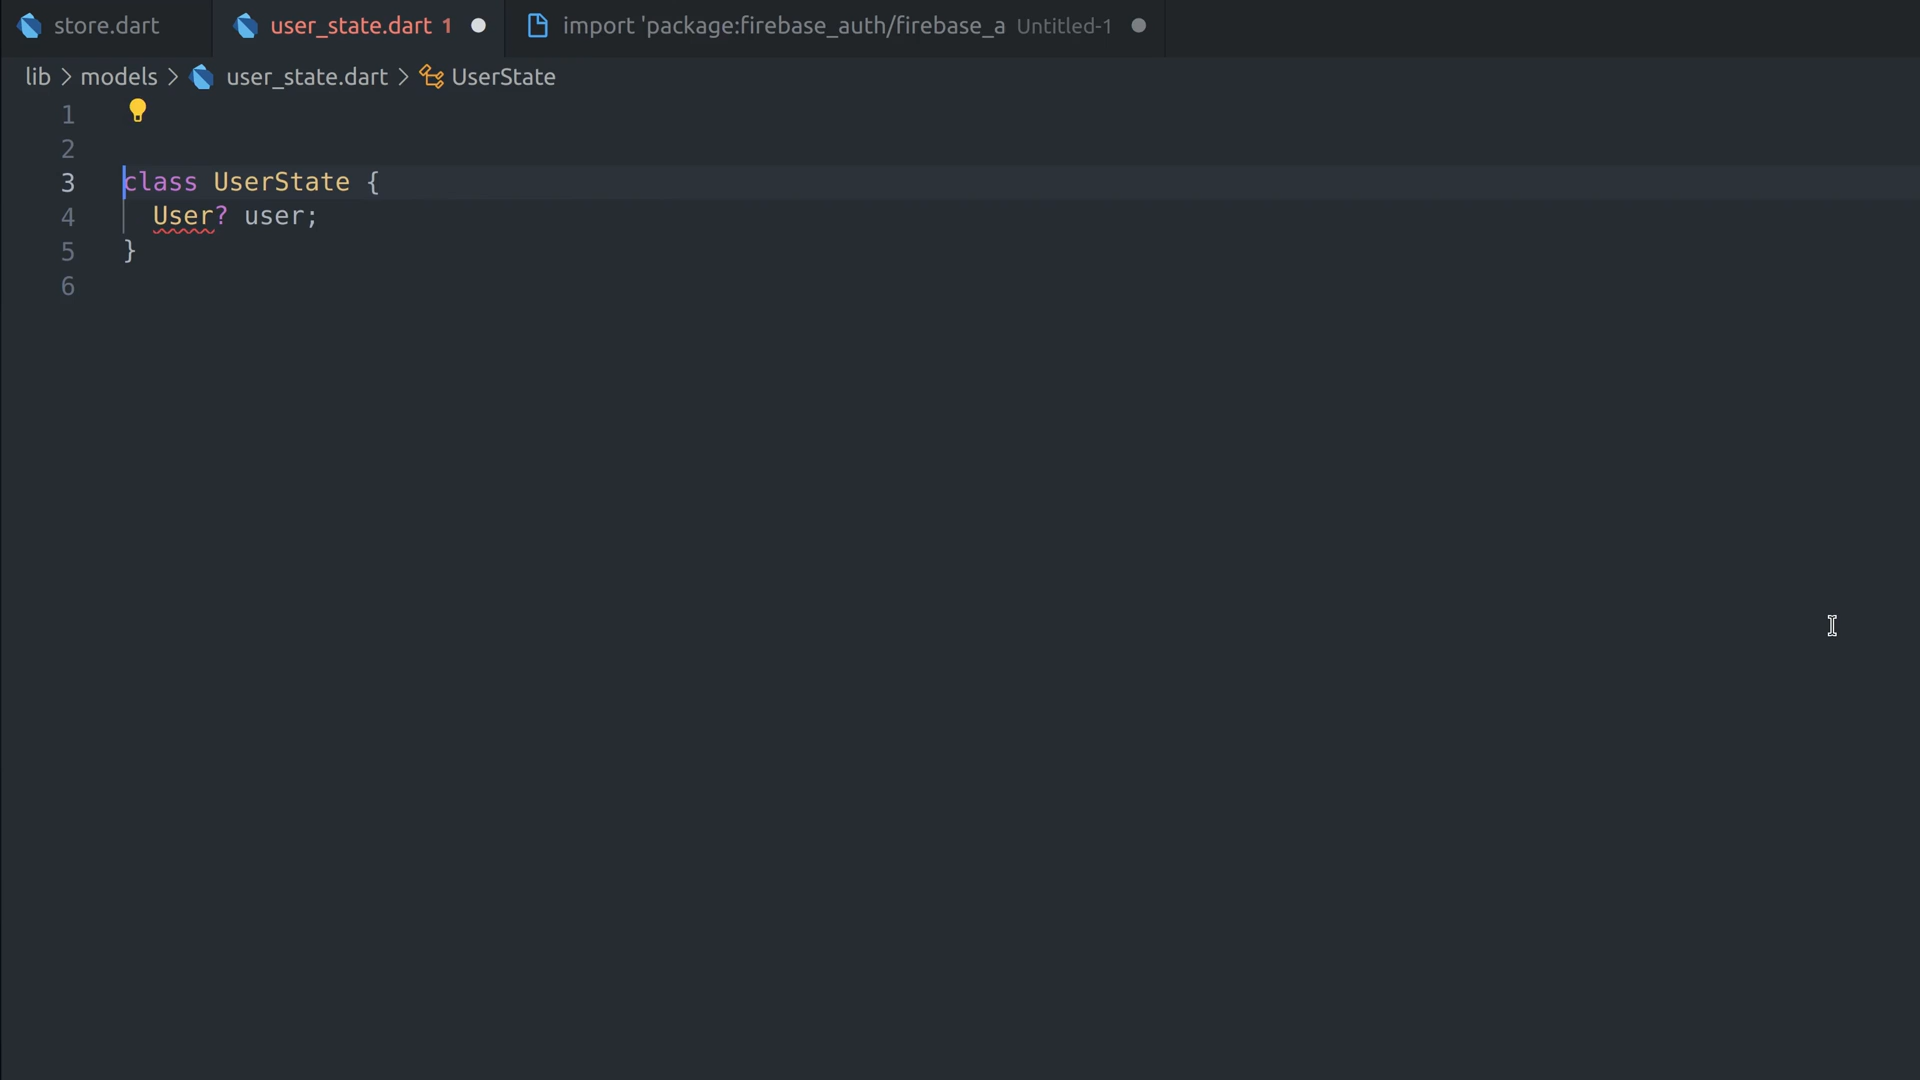 store.dart user_state.dart 1 import 'package:firebase_auth/firebase_a Untitled-1
lib > models > user_state.dart > UserState
1
2
3 class UserState {
4 User? user;
5 }
6